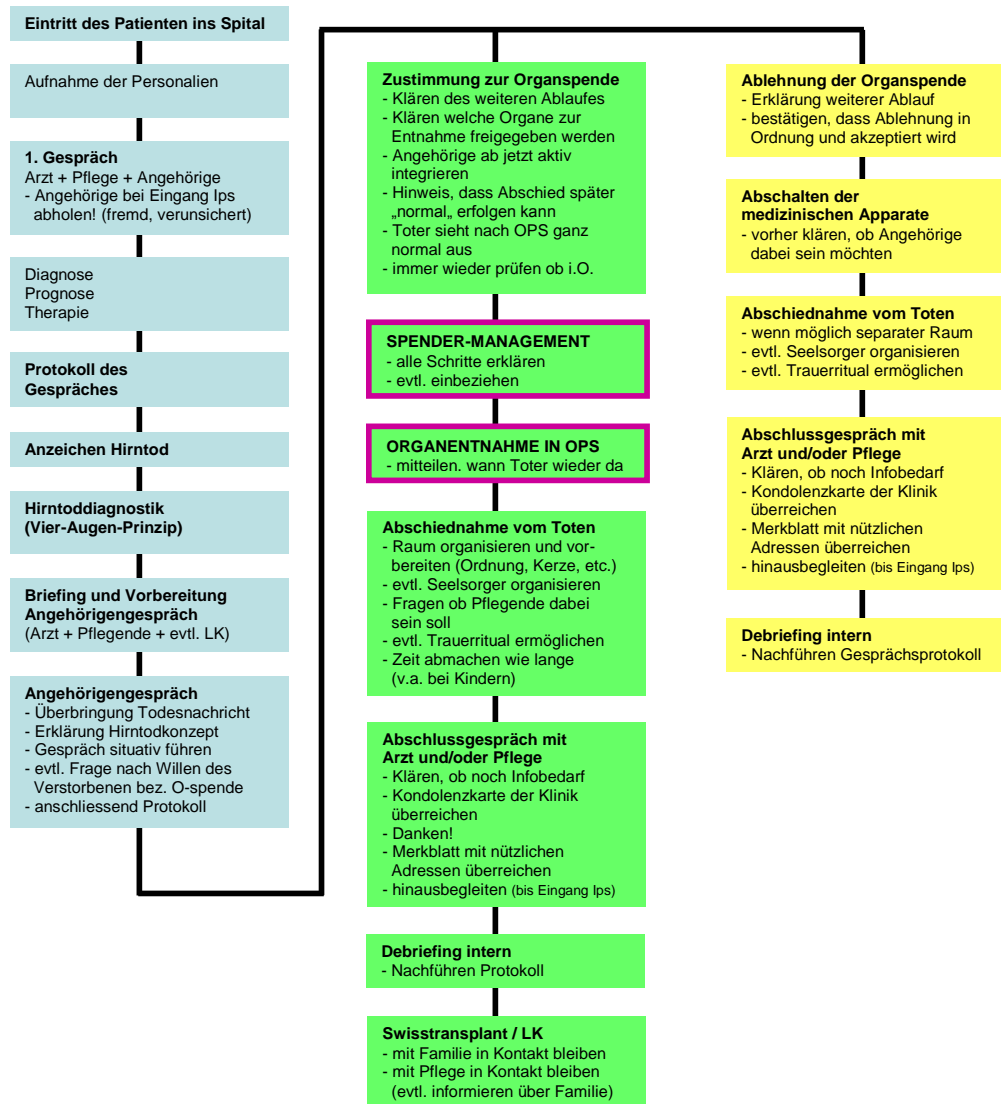 Eintritt des Patienten ins Spital
Aufnahme der Personalien
1. Gespräch
Arzt + Pflege + Angehörige
- Angehörige bei Eingang Ips
abholen! (fremd, verunsichert)
Diagnose
Prognose
Therapie
Protokoll des
Gespräches
Anzeichen Hirntod
Hirntoddiagnostik
(Vier-Augen-Prinzip)
Briefing und Vorbereitung
Angehörigengespräch
(Arzt + Pflegende + evtl. LK)
Angehörigengespräch
- Überbringung Todesnachricht
- Erklärung Hirntodkonzept
- Gespräch situativ führen
- evtl. Frage nach Willen des
Verstorbenen bez. O-spende
- anschliessend Protokoll
Zustimmung zur Organspende
- Klären des weiteren Ablaufes
- Klären welche Organe zur
Entnahme freigegeben werden
- Angehörige ab jetzt aktiv
integrieren
- Hinweis, dass Abschied später
„normal„ erfolgen kann
- Toter sieht nach OPS ganz
normal aus
- immer wieder prüfen ob i.O.
SPENDER-MANAGEMENT
- alle Schritte erklären
- evtl. einbeziehen
ORGANENTNAHME IN OPS
- mitteilen. wann Toter wieder da
Abschiednahme vom Toten
- Raum organisieren und vor-
bereiten (Ordnung, Kerze, etc.)
- evtl. Seelsorger organisieren
- Fragen ob Pflegende dabei
sein soll
- evtl. Trauerritual ermöglichen
- Zeit abmachen wie lange
(v.a. bei Kindern)
Abschlussgespräch mit
Arzt und/oder Pflege
- Klären, ob noch Infobedarf
- Kondolenzkarte der Klinik
überreichen
- Danken!
- Merkblatt mit nützlichen
Adressen überreichen
- hinausbegleiten (bis Eingang Ips)
Debriefing intern
- Nachführen Protokoll
Swisstransplant / LK
- mit Familie in Kontakt bleiben
- mit Pflege in Kontakt bleiben
(evtl. informieren über Familie)
Ablehnung der Organspende
- Erklärung weiterer Ablauf
- bestätigen, dass Ablehnung in
Ordnung und akzeptiert wird
Abschalten der
medizinischen Apparate
- vorher klären, ob Angehörige
dabei sein möchten
Abschiednahme vom Toten
- wenn möglich separater Raum
- evtl. Seelsorger organisieren
- evtl. Trauerritual ermöglichen
Abschlussgespräch mit
Arzt und/oder Pflege
- Klären, ob noch Infobedarf
- Kondolenzkarte der Klinik
überreichen
- Merkblatt mit nützlichen
Adressen überreichen
- hinausbegleiten (bis Eingang Ips)
Debriefing intern
- Nachführen Gesprächsprotokoll